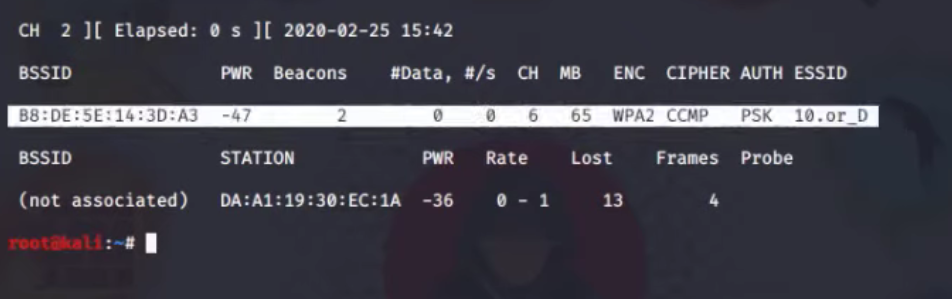 CH 2 ][ Elapsed: 0 s ][ 2020-02-25 15:42
BSSID PWR Beacons #Data, #/s CH MB ENC CIPHER AUTH ESSID
B8:DE:5E:14:3D:A3 -47 2 0 0 6 65 WPA2 CCMP PSK 10.or_D
BSSID STATION PWR Rate Lost Frames Probe
(not associated) DA:A1:19:30:EC:1A -36 0 - 1 13 4
root@kali:~#